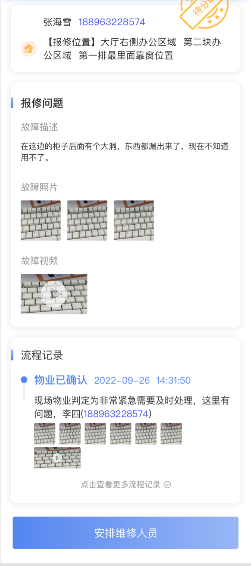 张海雪 188963228574
【报修位置】大厅右侧办公区域 第二块办
公区域 第一排最里面靠窗位置
报修问题
故障描述
在这边的柜子后面有个大洞，东西都漏出来了，现在不知道
用不了。
故障照片
故障视频
流程记录
物业已确认 2022-09-26 14:31:50
现场物业判定为非常紧急需要及时处理，这里有
问题，李四(188963228574)
点击查看更多流程记录
安排维修人员